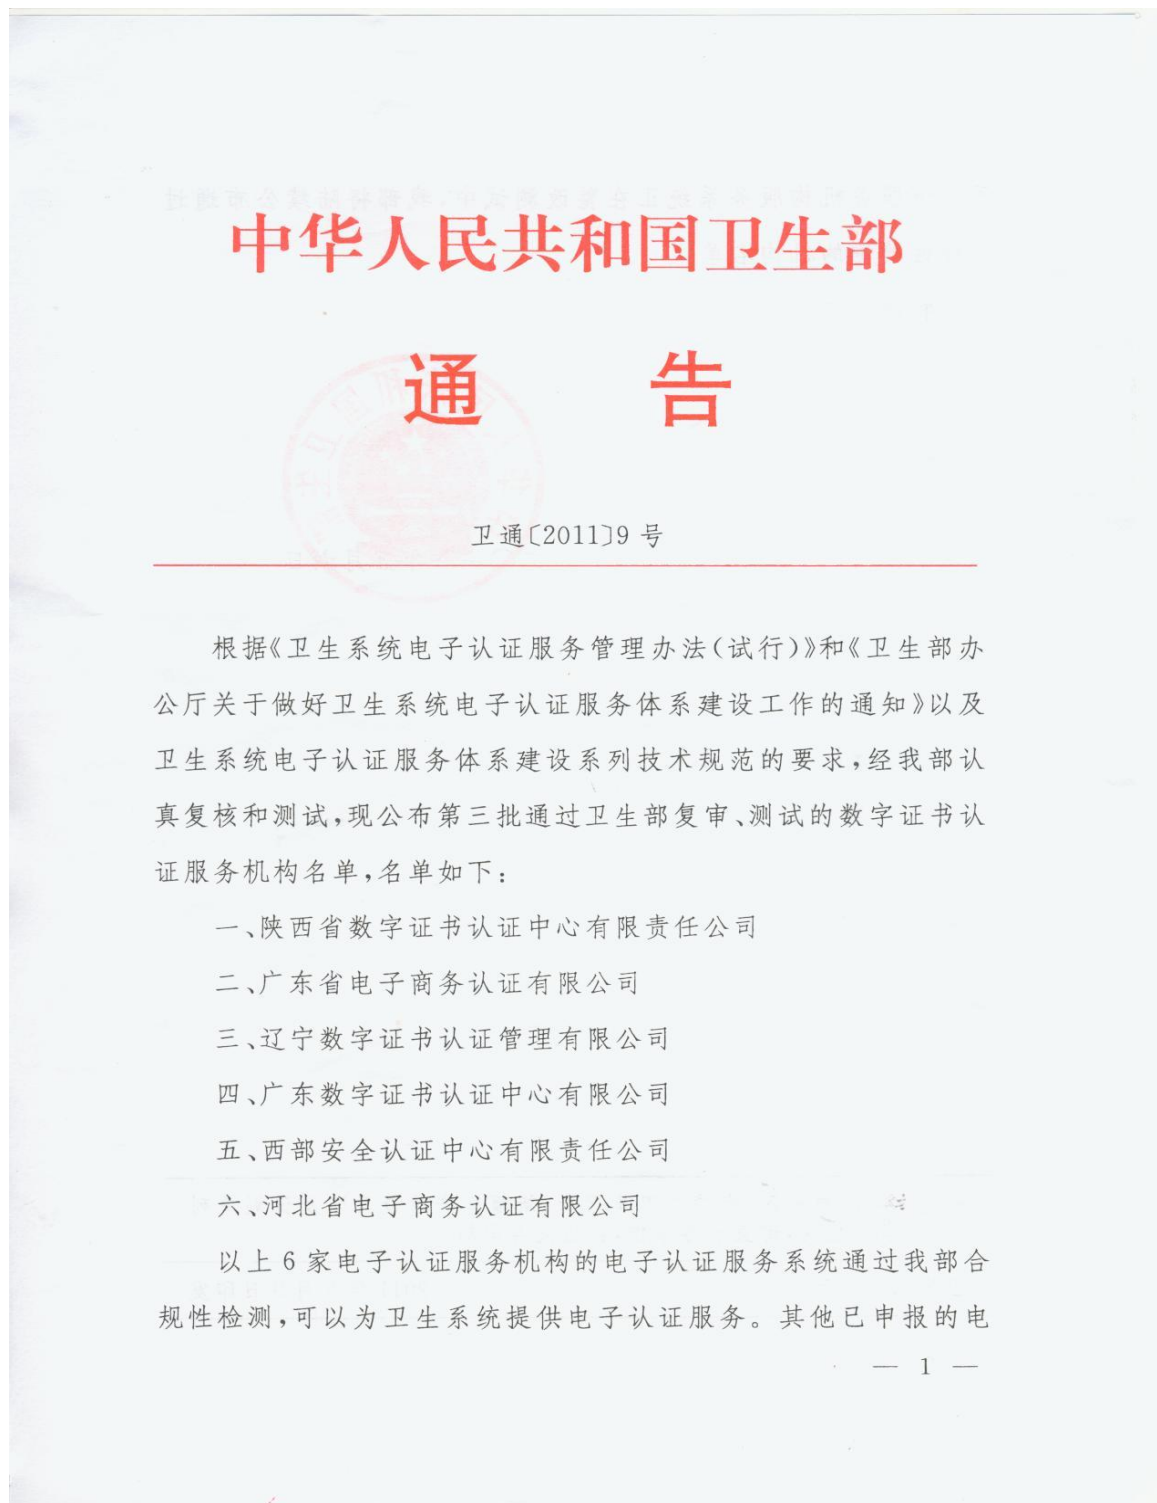 中华人民共和国卫生部
通 告
卫通〔2011〕9 号
根据《卫生系统电子认证服务管理办法(试行)》和《卫生部办
公厅关于做好卫生系统电子认证服务体系建设工作的通知》以及
卫生系统电子认证服务体系建设系列技术规范的要求,经我部认
真复核和测试,现公布第三批通过卫生部复审、测试的数字证书认
证服务机构名单,名单如下:
一、陕西省数字证书认证中心有限责任公司
二、广东省电子商务认证有限公司
三、辽宁数字证书认证管理有限公司
四、广东数字证书认证中心有限公司
五、西部安全认证中心有限责任公司
六、河北省电子商务认证有限公司
以上 6 家电子认证服务机构的电子认证服务系统通过我部合
规性检测,可以为卫生系统提供电子认证服务。其他已申报的电
— 1 —